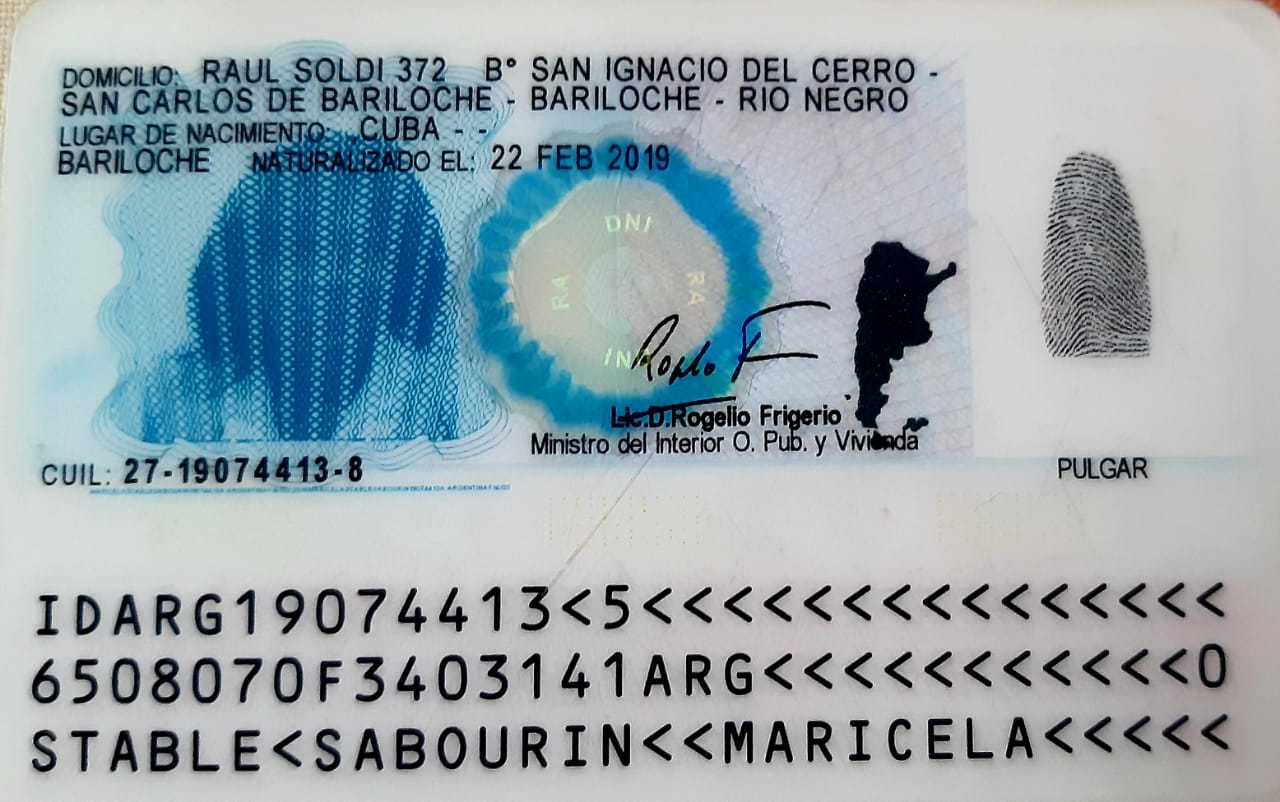 DOMICILIO: RAUL SOLDI 372 B° SAN IGNACIO DEL CERRO -
SAN CARLOS DE BARILOCHE - BARILOCHE - RIO NEGRO
LUGAR DE NACIMIENTO: CUBA - -
BARILOCHE NATURALIZADO EL: 22 FEB 2019
DNI
RA RA
Lic.D.Rogelio Frigerio
Ministro del Interior O. Pub. y Vivienda
CUIL: 27-19074413-8
PULGAR
IDARG19074413<5<<<<<<<<<<<<<<<
6508070F3403141ARG<<<<<<<<<<<0
STABLE<SABOURIN<<MARICELA<<<<<